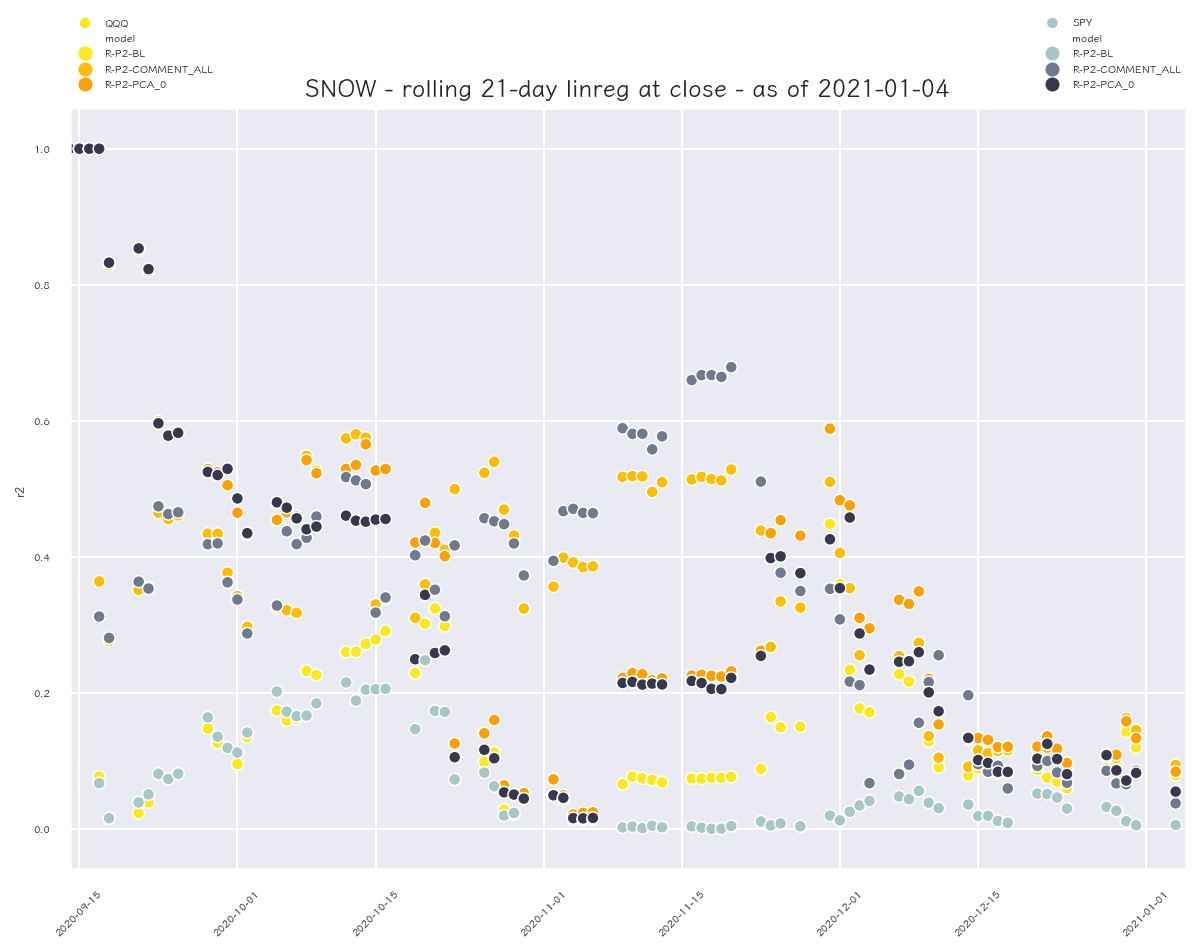 QQQ
model
R-P2-BL
R-P2-COMMENT_ALL
R-P2-PCA_0
SPY
model
R-P2-BL
R-P2-COMMENT_ALL
R-P2-PCA_0
SNOW - rolling 21-day linreg at close - as of 2021-01-04
1.0
0.8
0.6
0.4
0.2
0.0
r2
2020-09-15
2020-10-01
2020-10-15
2020-11-01
2020-11-15
2020-12-01
2020-12-15
2021-01-01